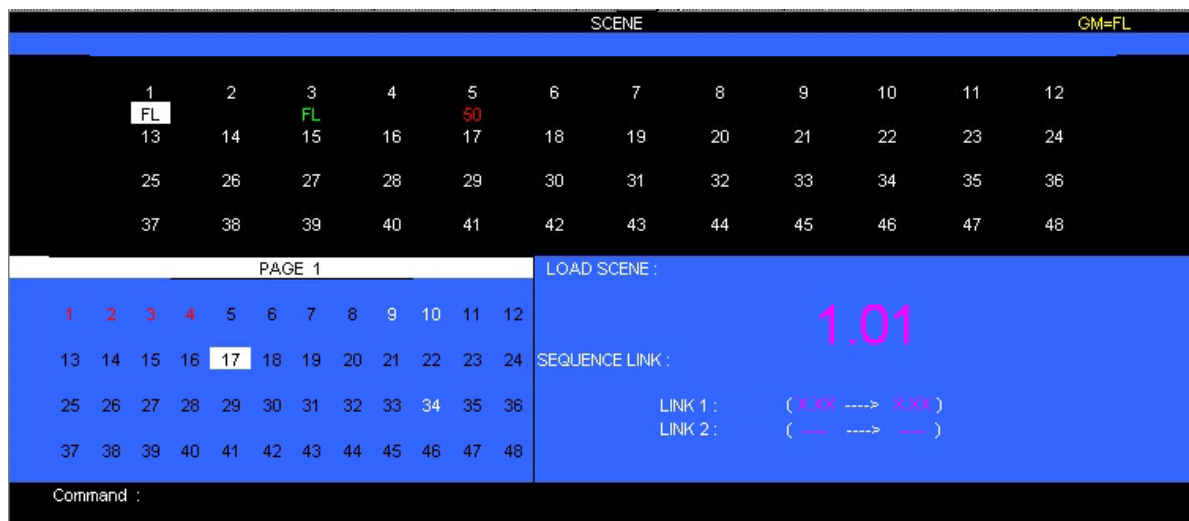 SCENE GM=FL
1 2 3 4 5 6 7 8 9 10 11 12
FL FL 50
13 14 15 16 17 18 19 20 21 22 23 24
25 26 27 28 29 30 31 32 33 34 35 36
37 38 39 40 41 42 43 44 45 46 47 48
PAGE 1
1 2 3 4 5 6 7 8 9 10 11 12
13 14 15 16 17 18 19 20 21 22 23 24
25 26 27 28 29 30 31 32 33 34 35 36
37 38 39 40 41 42 43 44 45 46 47 48
LOAD SCENE :
1.01
SEQUENCE LINK :
LINK 1 : ( X.XX ----> X.XX )
LINK 2 : ( --- ----> --- )
Command :